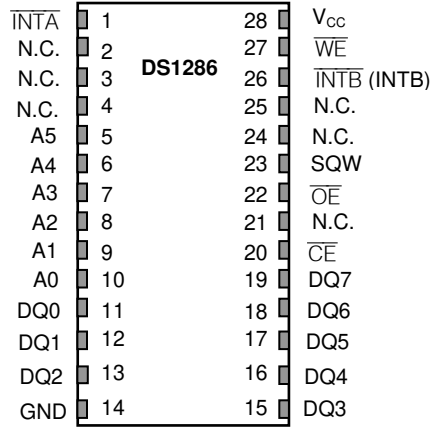 INTA 1 28 VCC
N.C. 2 27 WE
N.C. 3 DS1286 26 INTB (INTB)
N.C. 4 25 N.C.
A5 5 24 N.C.
A4 6 23 SQW
A3 7 22 OE
A2 8 21 N.C.
A1 9 20 CE
A0 10 19 DQ7
DQ0 11 18 DQ6
DQ1 12 17 DQ5
DQ2 13 16 DQ4
GND 14 15 DQ3